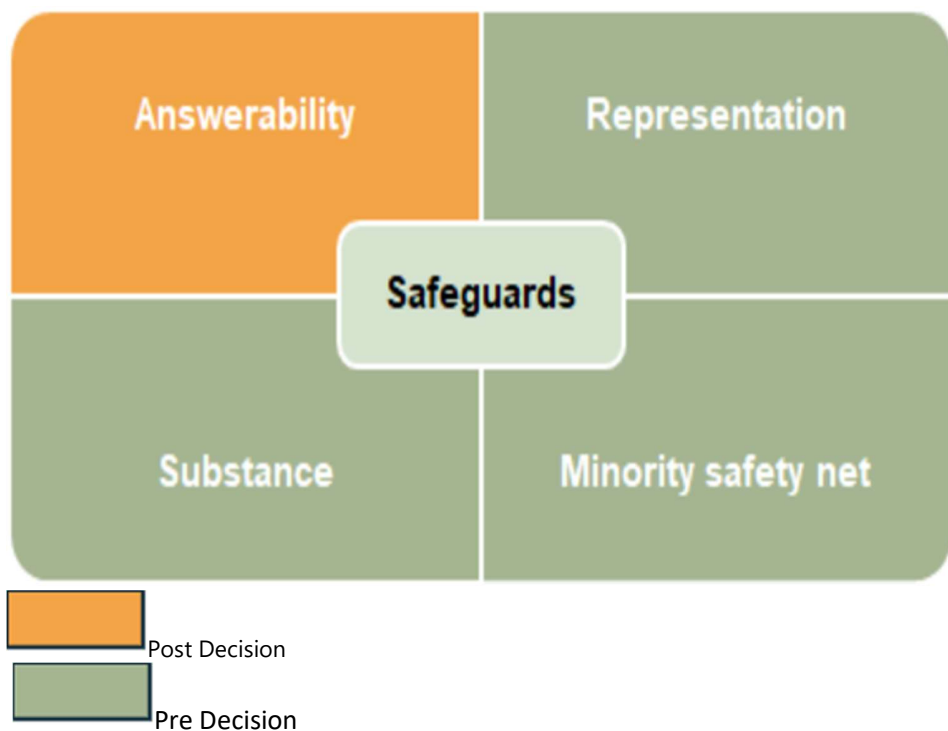 Answerability
Representation
Safeguards
Substance
Minority safety net
Post Decision
Pre Decision